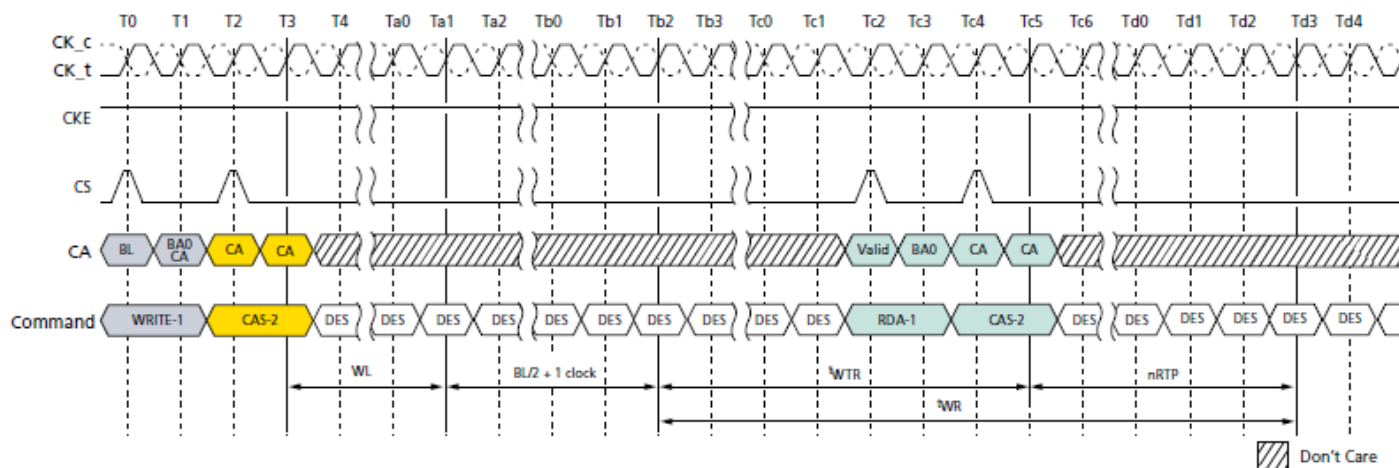 T0 T1 T2 T3 T4 Ta0 Ta1 Ta2 Tb0 Tb1 Tb2 Tb3 Tc0 Tc1 Tc2 Tc3 Tc4 Tc5 Tc6 Td0 Td1 Td2 Td3 Td4
CK_c
CK_t
CKE
CS
CA BL BA0 CA CA CA Valid BA0 CA CA
Command WRITE-1 CAS-2 DES DES DES DES DES DES DES DES DES DES RDA-1 CAS-2 DES DES DES DES DES DES
WL BL/2 + 1 clock tWTR nRTP
tWR
Don't Care